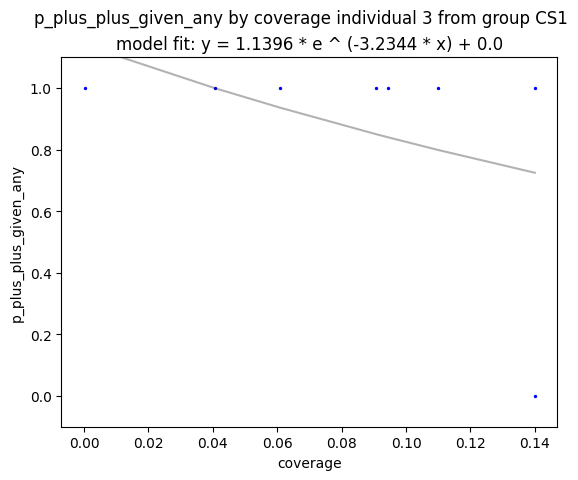 p_plus_plus_given_any by coverage individual 3 from group CS1
model fit: y = 1.1396 * e ^ (-3.2344 * x) + 0.0
1.0
0.8
0.6
0.4
0.2
0.0
p_plus_plus_given_any
0.00 0.02 0.04 0.06 0.08 0.10 0.12 0.14
coverage